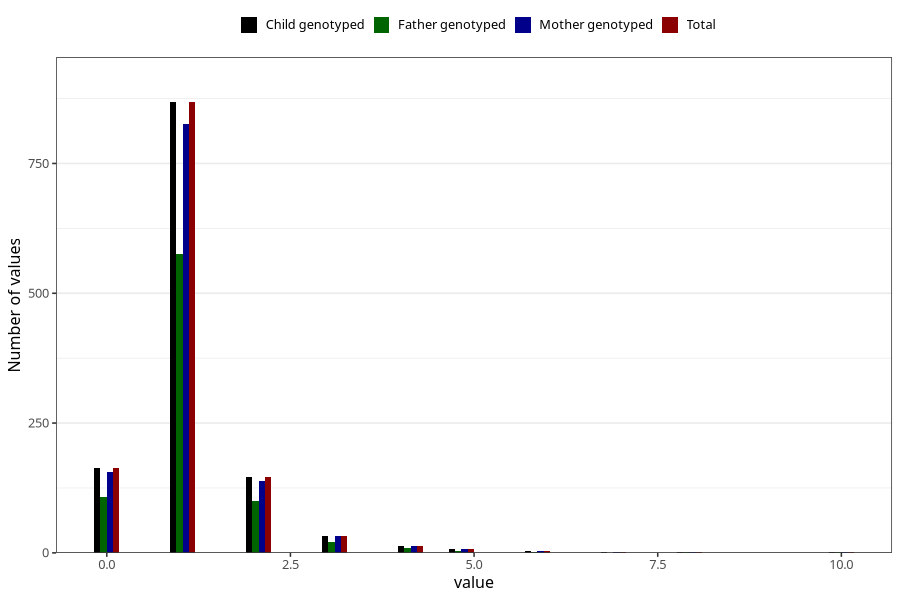 Child genotyped Father genotyped Mother genotyped Total
Number of values
750
500
250
0
0.0 2.5 5.0 7.5 10.0
value